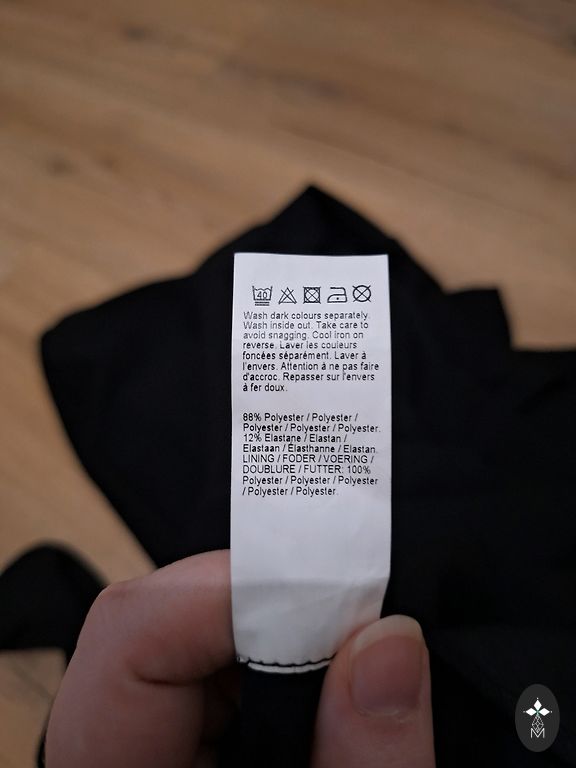 40
Wash dark colours separately.
Wash inside out. Take care to
avoid snagging. Cool iron on
reverse. Laver les couleurs
foncées séparément. Laver à
l'envers. Attention à ne pas faire
d'accroc. Repasser sur l'envers
à fer doux.
88% Polyester / Polyester /
Polyester / Polyester / Polyester.
12% Elastane / Elastan /
Elastaan / Élasthanne / Elastan.
LINING / FODER / VOERING /
DOUBLURE / FUTTER: 100%
Polyester / Polyester / Polyester
/ Polyester / Polyester.
M